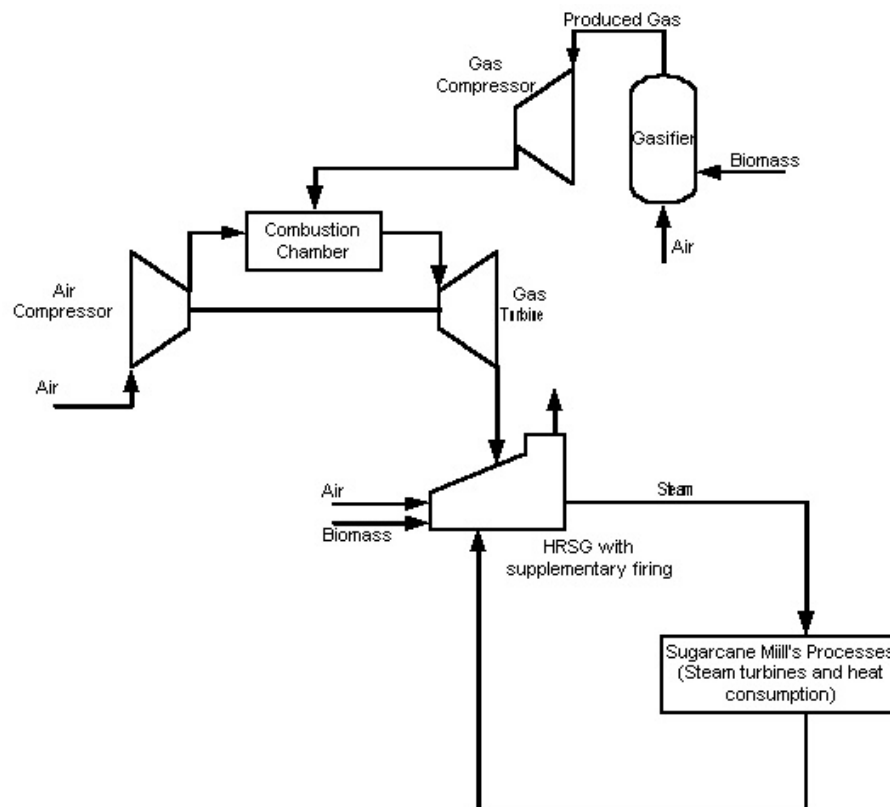 Produced Gas
Gas
Compressor
Gasifier
Biomass
Air
Combustion
Chamber
Air
Compressor
Gas
Turbine
Air
Air
Biomass
Steam
HRSG with
supplementary firing
Sugarcane Miill's Processes
(Steam turbines and heat
consumption)